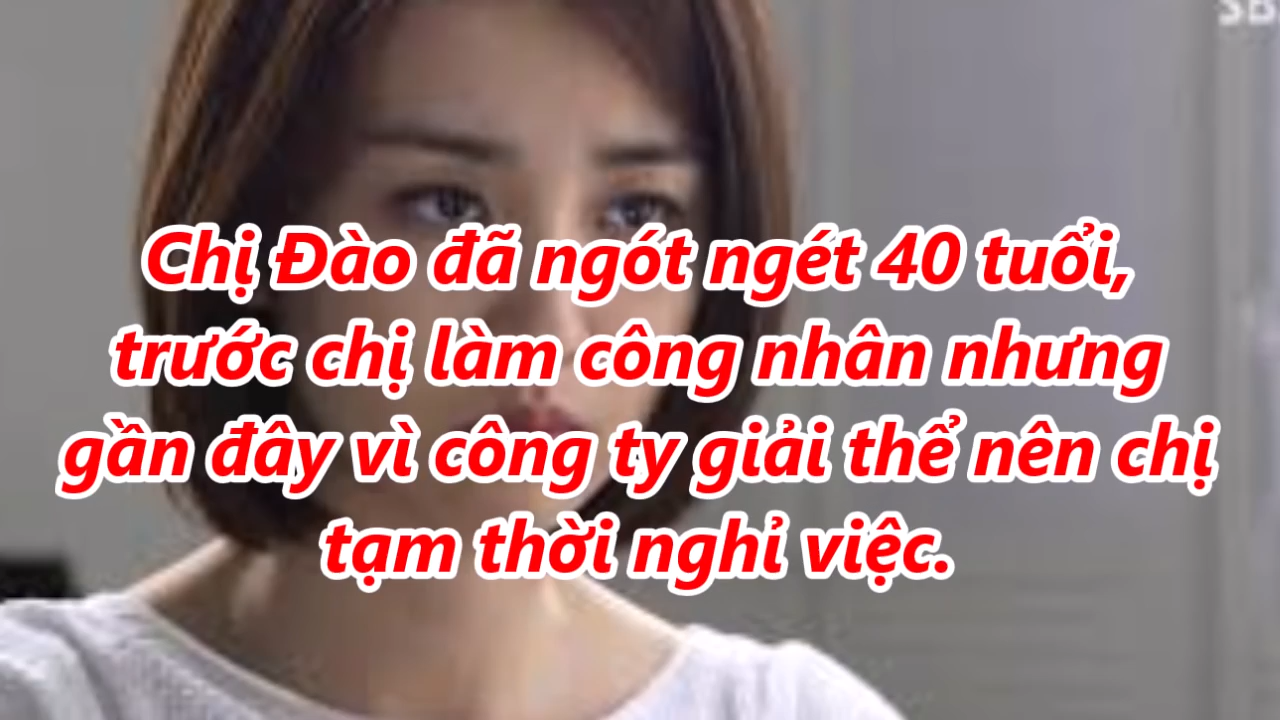 SB
Chị Đào đã ngót ngét 40 tuổi,
trước chị làm công nhân nhưng
gần đây vì công ty giải thể nên chị
tạm thời nghỉ việc.